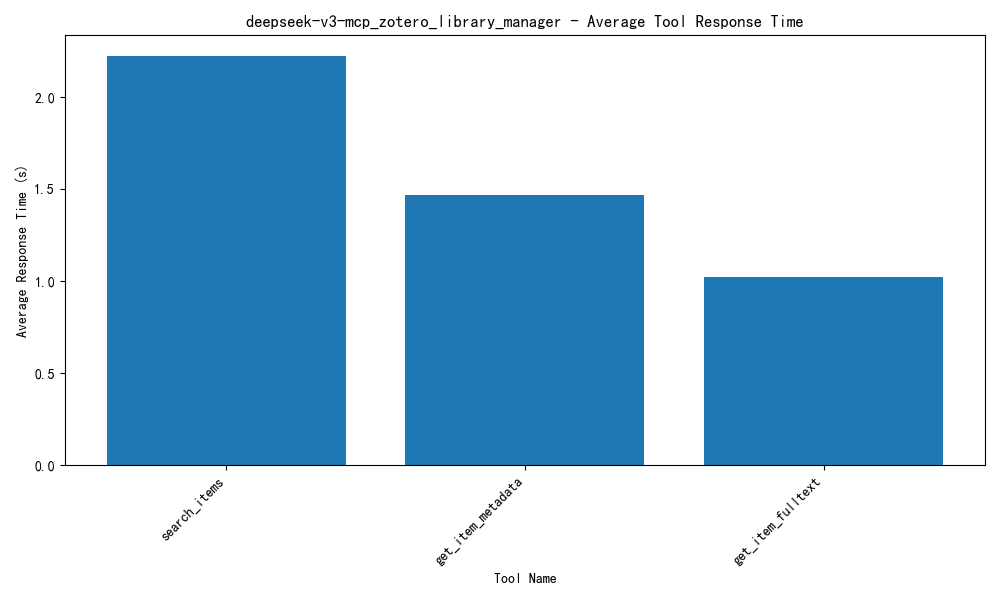 deepseek-v3-mcp_zotero_library_manager - Average Tool Response Time
Average Response Time (s)
2.0
1.5
1.0
0.5
0.0
search_items
get_item_metadata
get_item_fulltext
Tool Name